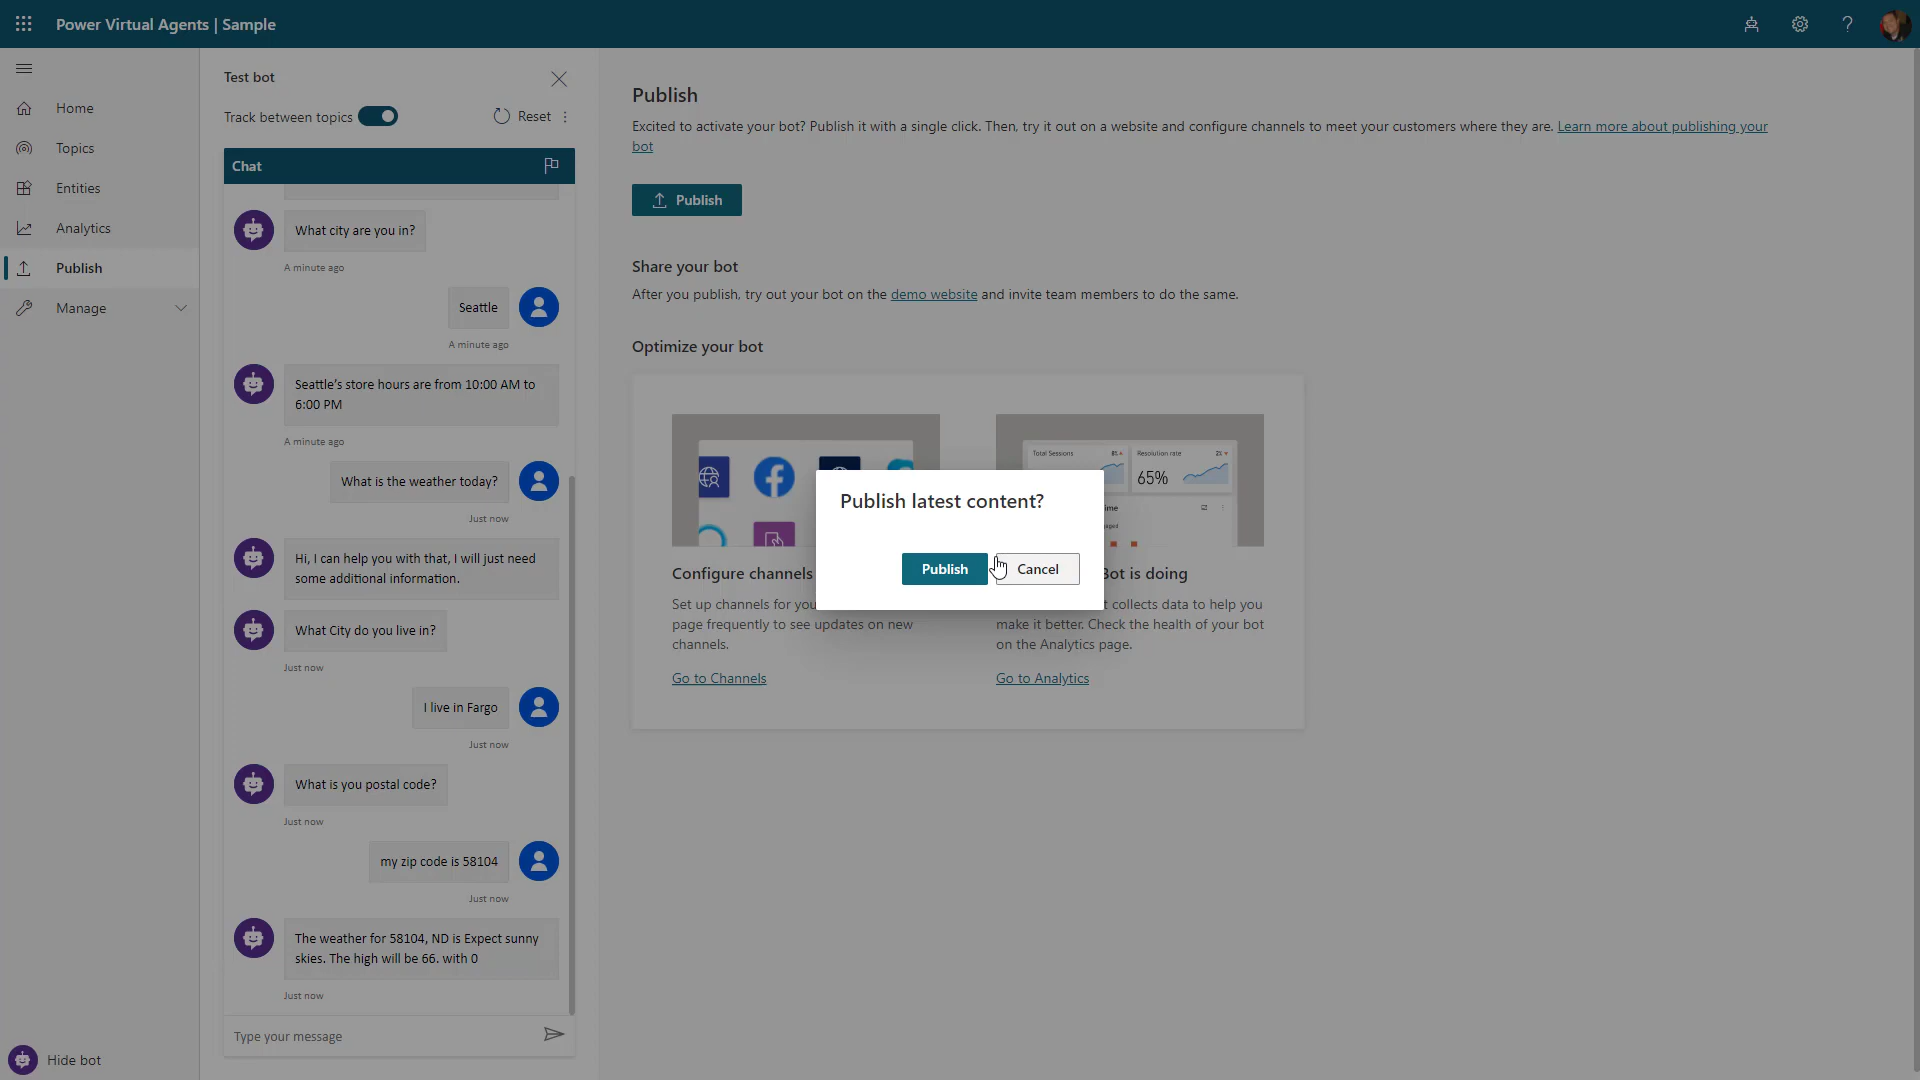 Power Virtual Agents | Sample
Home
Topics
Entities
Analytics
Publish
Manage
Hide bot
Test bot
Track between topics
Reset
Chat
What city are you in?
A minute ago
Seattle
A minute ago
Seattle's store hours are from 10:00 AM to
6:00 PM
A minute ago
What is the weather today?
Just now
Hi, I can help you with that, I will just need
some additional information.
What City do you live in?
Just now
I live in Fargo
Just now
What is you postal code?
Just now
my zip code is 58104
Just now
The weather for 58104, ND is Expect sunny
skies. The high will be 66. with 0
Just now
Type your message
Publish
Excited to activate your bot? Publish it with a single click. Then, try it out on a website and configure channels to meet your customers where they are. Learn more about publishing your
bot
Publish
Share your bot
After you publish, try out your bot on the demo website and invite team members to do the same.
Optimize your bot
Total Sessions
Resolution rate
65%
Publish latest content?
Publish
Cancel
Configure channels
Set up channels for
page frequently to see updates on new
channels.
Go to Channels
Bot is doing
collects data to help you
make it better. Check the health of your bot
on the Analytics page.
Go to Analytics